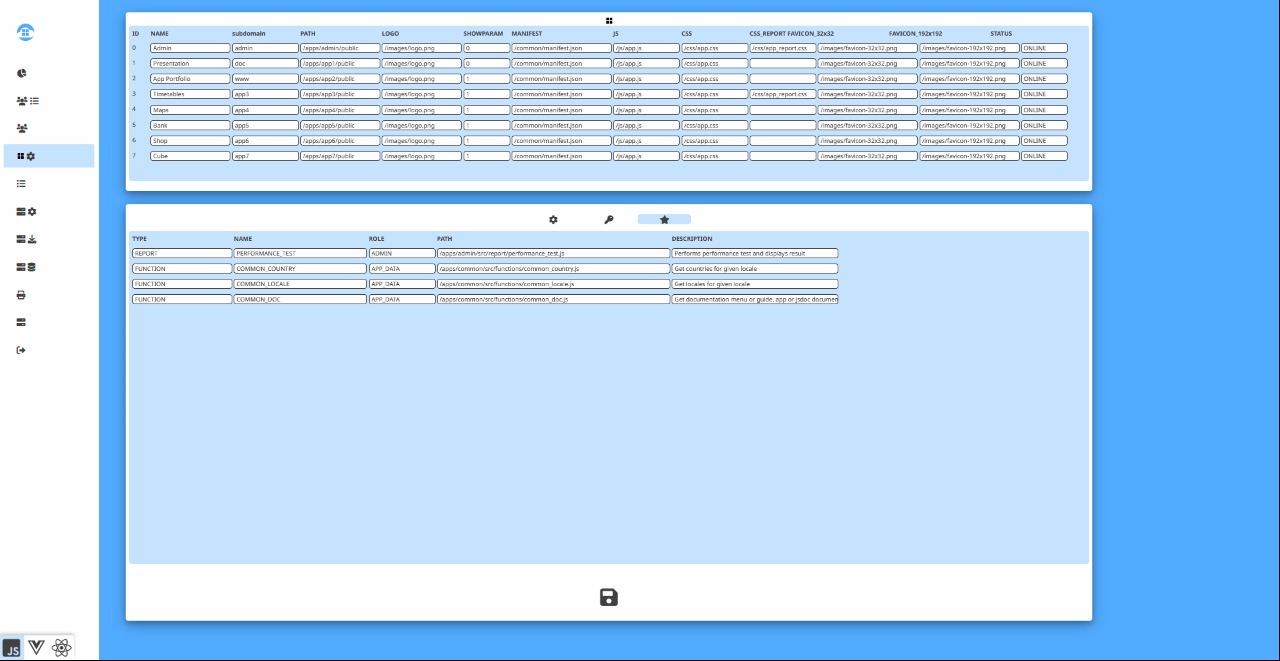 ID NAME subdomain PATH LOGO SHOWPARAM MANIFEST JS CSS CSS_REPORT FAVICON_32x32 FAVICON_192x192 STATUS
0 Admin admin /apps/admin/public /images/logo.png 0 /common/manifest.json /js/app.js /css/app.css /css/app_report.css /images/favicon-32x32.png /images/favicon-192x192.png ONLINE
1 Presentation doc /apps/app1/public /images/logo.png 0 /common/manifest.json /js/app.js /css/app.css /images/favicon-32x32.png /images/favicon-192x192.png ONLINE
2 App Portfolio www /apps/app2/public /images/logo.png 1 /common/manifest.json /js/app.js /css/app.css /images/favicon-32x32.png /images/favicon-192x192.png ONLINE
3 Timetables app3 /apps/app3/public /images/logo.png 1 /common/manifest.json /js/app.js /css/app.css /css/app_report.css /images/favicon-32x32.png /images/favicon-192x192.png ONLINE
4 Maps app4 /apps/app4/public /images/logo.png 1 /common/manifest.json /js/app.js /css/app.css /images/favicon-32x32.png /images/favicon-192x192.png ONLINE
5 Bank app5 /apps/app5/public /images/logo.png 1 /common/manifest.json /js/app.js /css/app.css /images/favicon-32x32.png /images/favicon-192x192.png ONLINE
6 Shop app6 /apps/app6/public /images/logo.png 1 /common/manifest.json /js/app.js /css/app.css /images/favicon-32x32.png /images/favicon-192x192.png ONLINE
7 Cube app7 /apps/app7/public /images/logo.png 1 /common/manifest.json /js/app.js /css/app.css /images/favicon-32x32.png /images/favicon-192x192.png ONLINE
TYPE NAME ROLE PATH DESCRIPTION
REPORT PERFORMANCE_TEST ADMIN /apps/admin/src/report/performance_test.js Performs performance test and displays result
FUNCTION COMMON_COUNTRY APP_DATA /apps/common/src/functions/common_country.js Get countries for given locale
FUNCTION COMMON_LOCALE APP_DATA /apps/common/src/functions/common_locale.js Get locales for given locale
FUNCTION COMMON_DOC APP_DATA /apps/common/src/functions/common_doc.js Get documentation menu or guide, app or jsdoc documen
JS